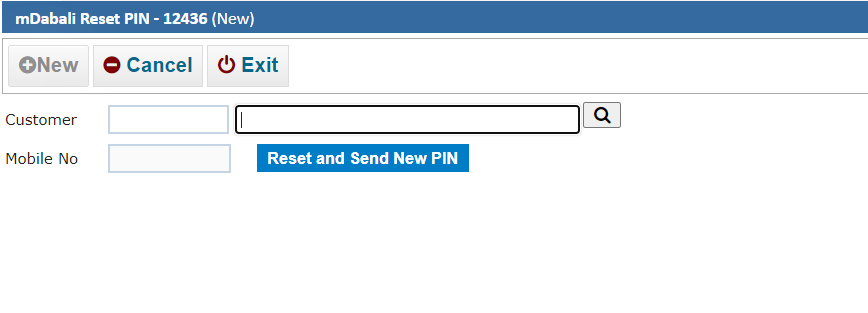 mDabali Reset PIN - 12436 (New)
New Cancel Exit
Customer
Mobile No Reset and Send New PIN